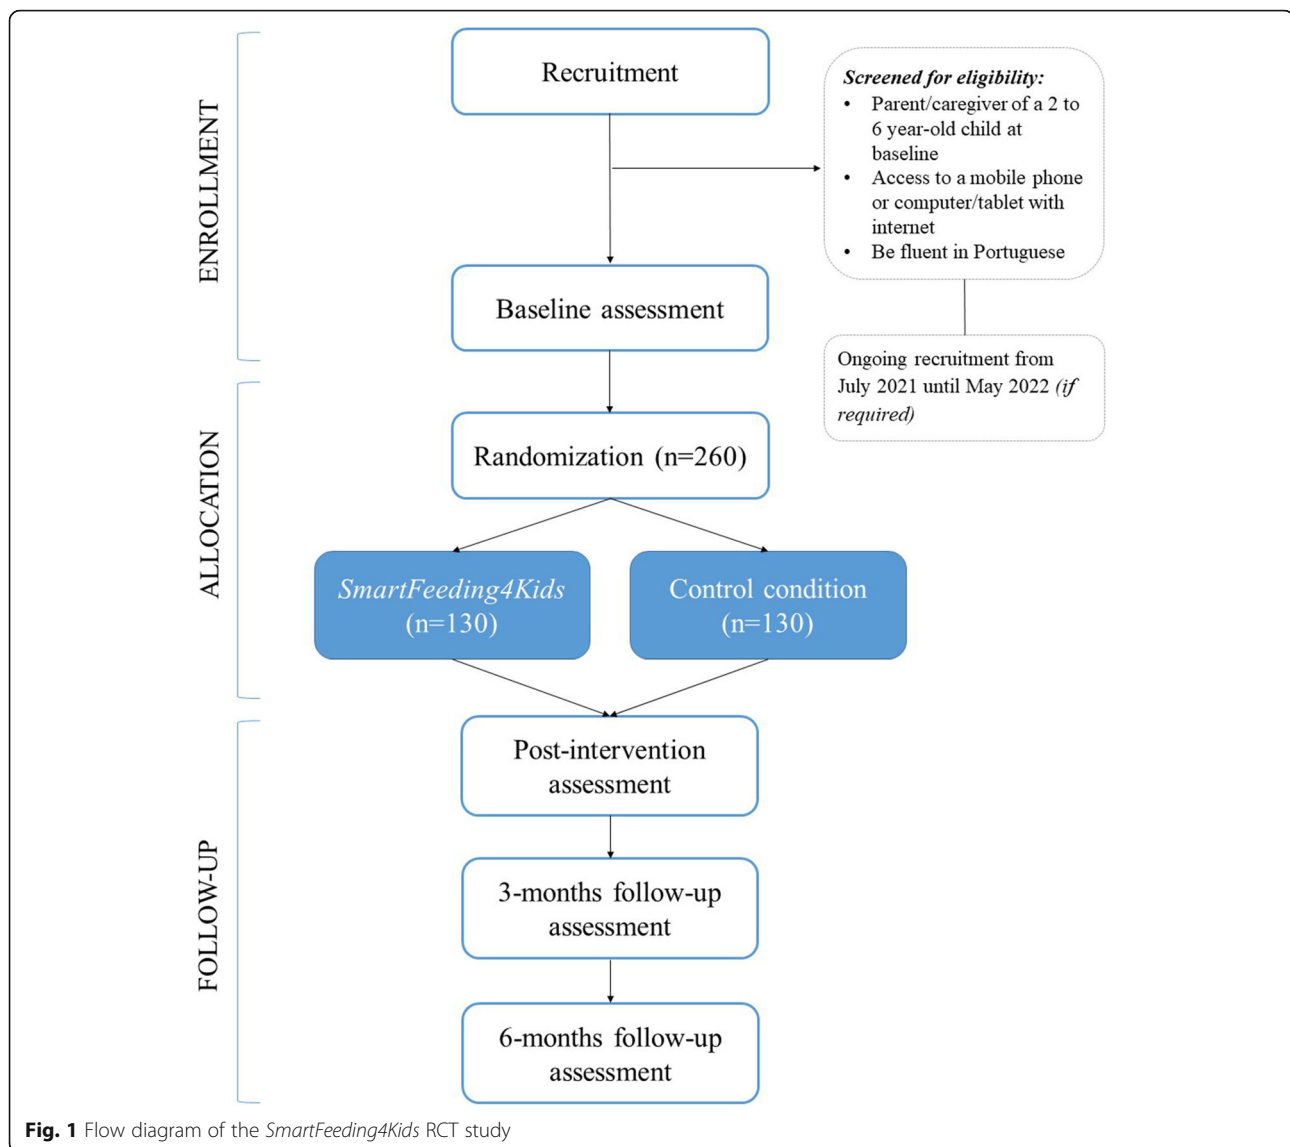 ENROLLMENT
Recruitment
Screened for eligibility:
• Parent/caregiver of a 2 to
6 year-old child at
baseline
• Access to a mobile phone
or computer/tablet with
internet
• Be fluent in Portuguese
Baseline assessment
Ongoing recruitment from
July 2021 until May 2022 (if
required)
ALLOCATION
Randomization (n=260)
SmartFeeding4Kids
(n=130)
Control condition
(n=130)
FOLLOW-UP
Post-intervention
assessment
3-months follow-up
assessment
6-months follow-up
assessment
Fig. 1 Flow diagram of the SmartFeeding4Kids RCT study